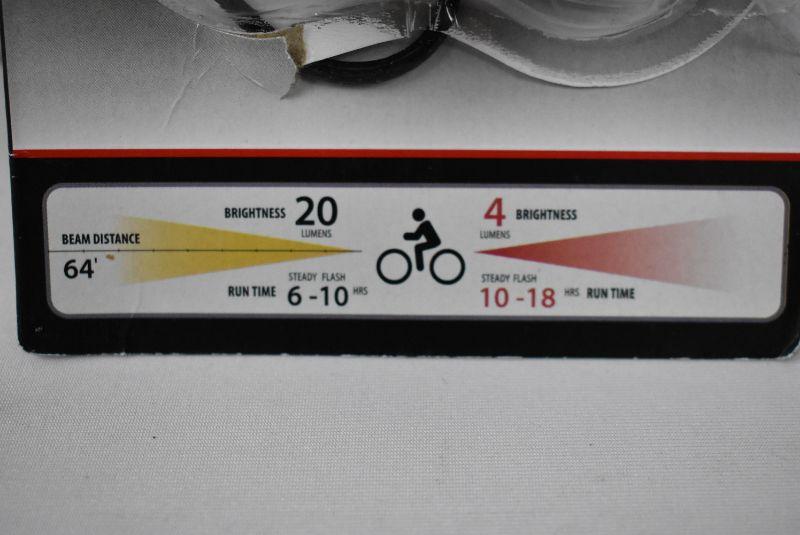 BRIGHTNESS 20
LUMENS
BEAM DISTANCE
64'
STEADY FLASH
RUN TIME 6 -10 HRS
4 BRIGHTNESS
LUMENS
STEADY FLASH
10 -18 HRS RUN TIME